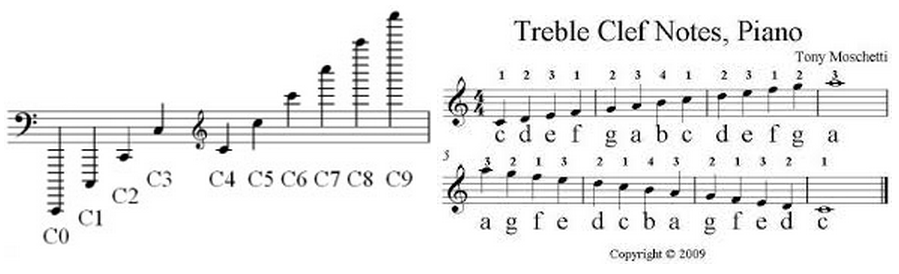 C0 C1 C2 C3 C4 C5 C6 C7 C8 C9
Treble Clef Notes, Piano
Tony Moschetti
1 2 3 1 1 2 3 4 1 2 3 1 2 3
4 4
c d e f g a b c d e f g a
5
3 2 1 3 2 1 4 3 2 1 3 2 1
a g f e d c b a g f e d c
Copyright © 2009